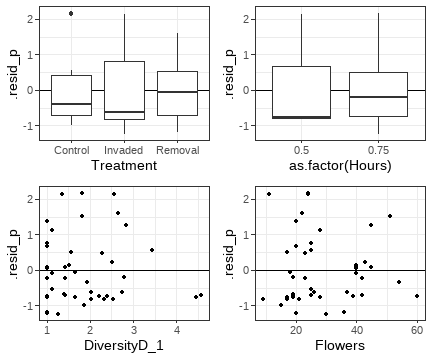 2
1
0
-1
.resid_p
Control Invaded Removal
Treatment
2
1
0
-1
.resid_p
0.5 0.75
as.factor(Hours)
2
1
0
-1
.resid_p
1 2 3 4
DiversityD_1
2
1
0
-1
.resid_p
20 40 60
Flowers